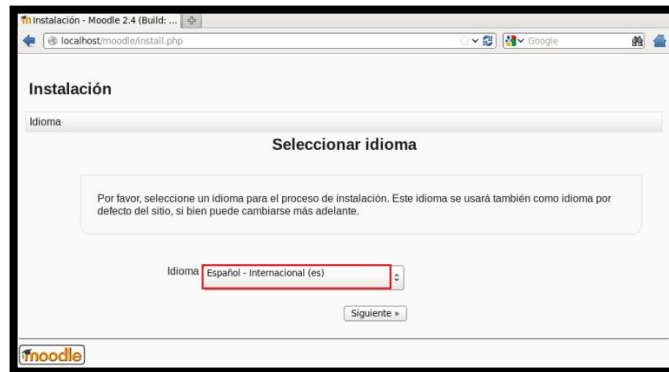 Instalación - Moodle 2.4 (Build: ...
localhost/moodle/install.php
Google
Instalación
Idioma
Seleccionar idioma
Por favor, seleccione un idioma para el proceso de instalación. Este idioma se usará también como idioma por
defecto del sitio, si bien puede cambiarse más adelante.
Idioma Español - Internacional (es)
Siguiente »
moodle